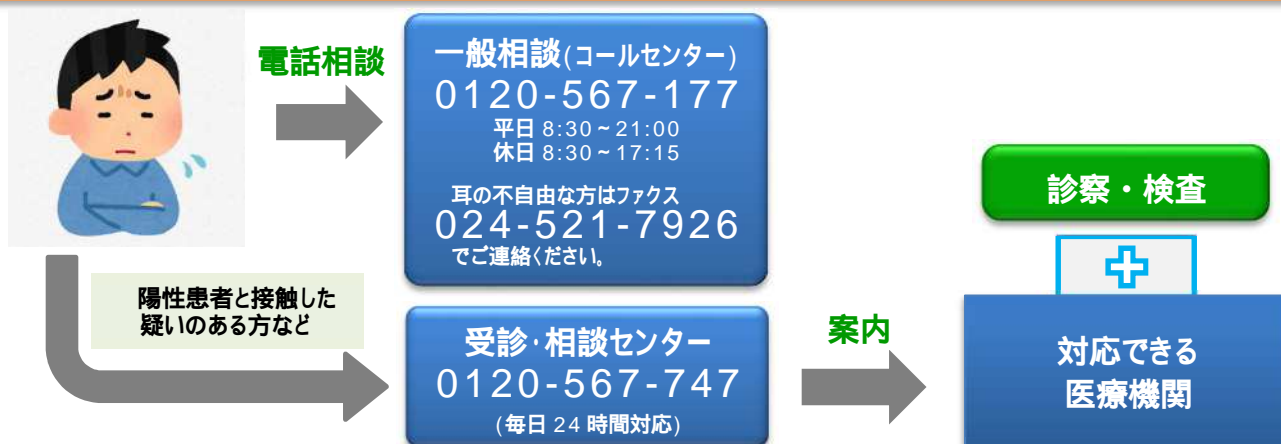 電話相談
一般相談(コールセンター)
0120-567-177
平日 8:30~21:00
休日 8:30~17:15
耳の不自由な方はファクス
024-521-7926
でご連絡ください。
陽性患者と接触した
疑いのある方など
受診・相談センター
0120-567-747
(毎日 24 時間対応)
案内
診察・検査
対応できる
医療機関